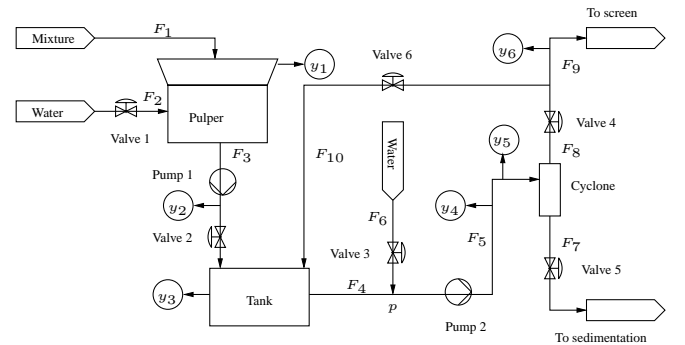 To screen
Mixture
F1
y1
Valve 6
y6
F9
Water
F2
Valve 1
Pulper
Valve 4
F3
F10
Water
y5
F8
Pump 1
Cyclone
y2
F6
y4
F5
Valve 2
Valve 3
F7
Valve 5
y3
Tank
F4
p
Pump 2
To sedimentation